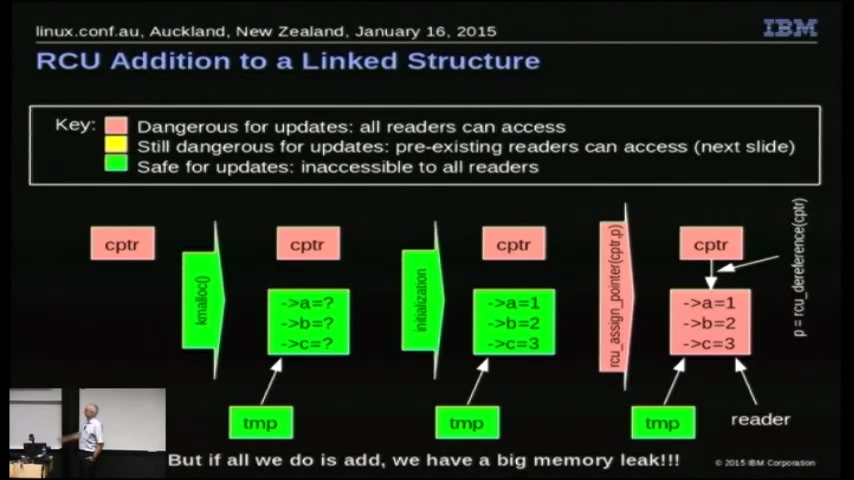 linux.conf.au, Auckland, New Zealand, January 16, 2015
IBM
RCU Addition to a Linked Structure
Key:
Dangerous for updates: all readers can access
Still dangerous for updates: pre-existing readers can access (next slide)
Safe for updates: inaccessible to all readers
cptr
kmalloc()
cptr
->a=?
->b=?
->c=?
tmp
initialization
cptr
->a=1
->b=2
->c=3
tmp
rcu_assign_pointer(cptr,p)
cptr
->a=1
->b=2
->c=3
tmp
reader
p = rcu_dereference(cptr)
But if all we do is add, we have a big memory leak!!!
© 2015 IBM Corporation